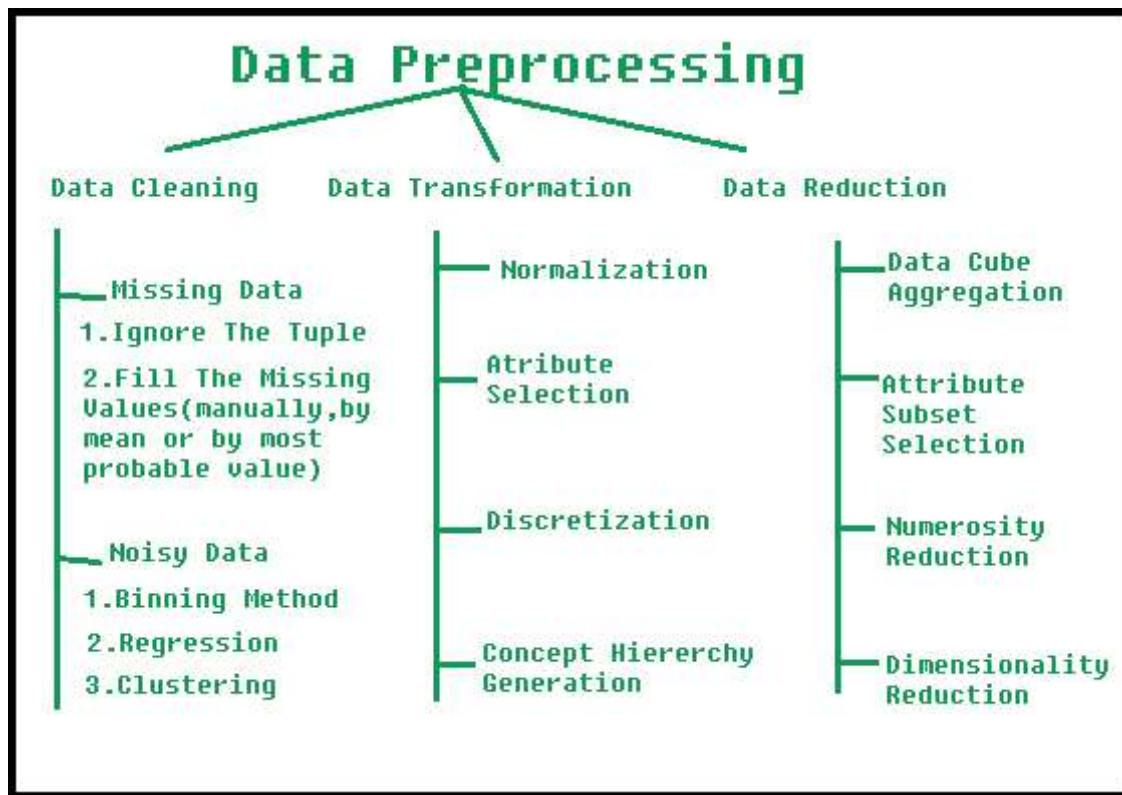 Data Preprocessing
Data Cleaning
Missing Data
1.Ignore The Tuple
2.Fill The Missing
Values(manually,by
mean or by most
probable value)
Noisy Data
1.Binning Method
2.Regression
3.Clustering
Data Transformation
Normalization
Atribute
Selection
Discretization
Concept Hiererchy
Generation
Data Reduction
Data Cube
Aggregation
Attribute
Subset
Selection
Numerosity
Reduction
Dimensionality
Reduction